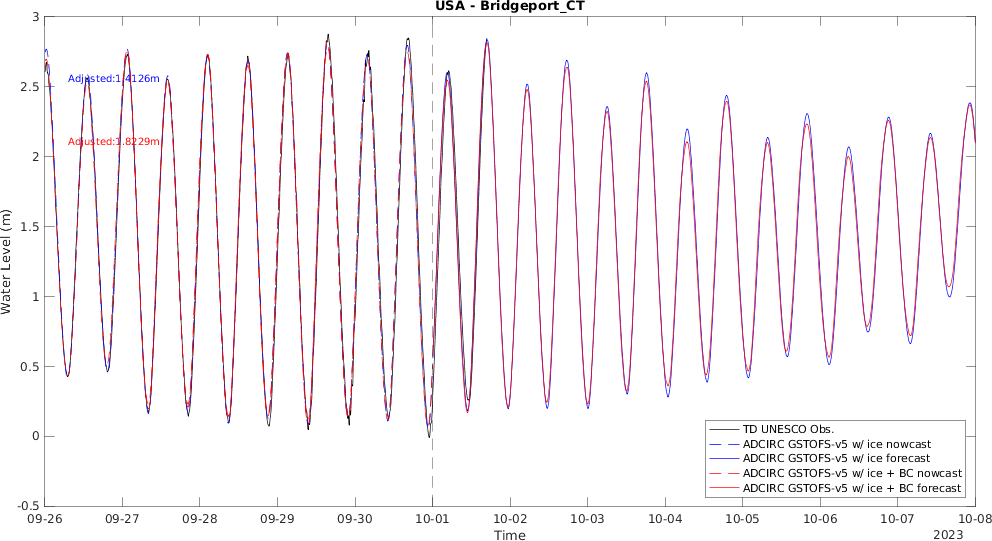 USA - Bridgeport_CT
3
2.5
2
1.5
1
0.5
0
-0.5
Water Level (m)
Adjusted:1.4126m
Adjusted:1.8229m
TD UNESCO Obs.
ADCIRC GSTOFS-v5 w/ ice nowcast
ADCIRC GSTOFS-v5 w/ ice forecast
ADCIRC GSTOFS-v5 w/ ice + BC nowcast
ADCIRC GSTOFS-v5 w/ ice + BC forecast
09-26 09-27 09-28 09-29 09-30 10-01 10-02 10-03 10-04 10-05 10-06 10-07 10-08
Time
2023